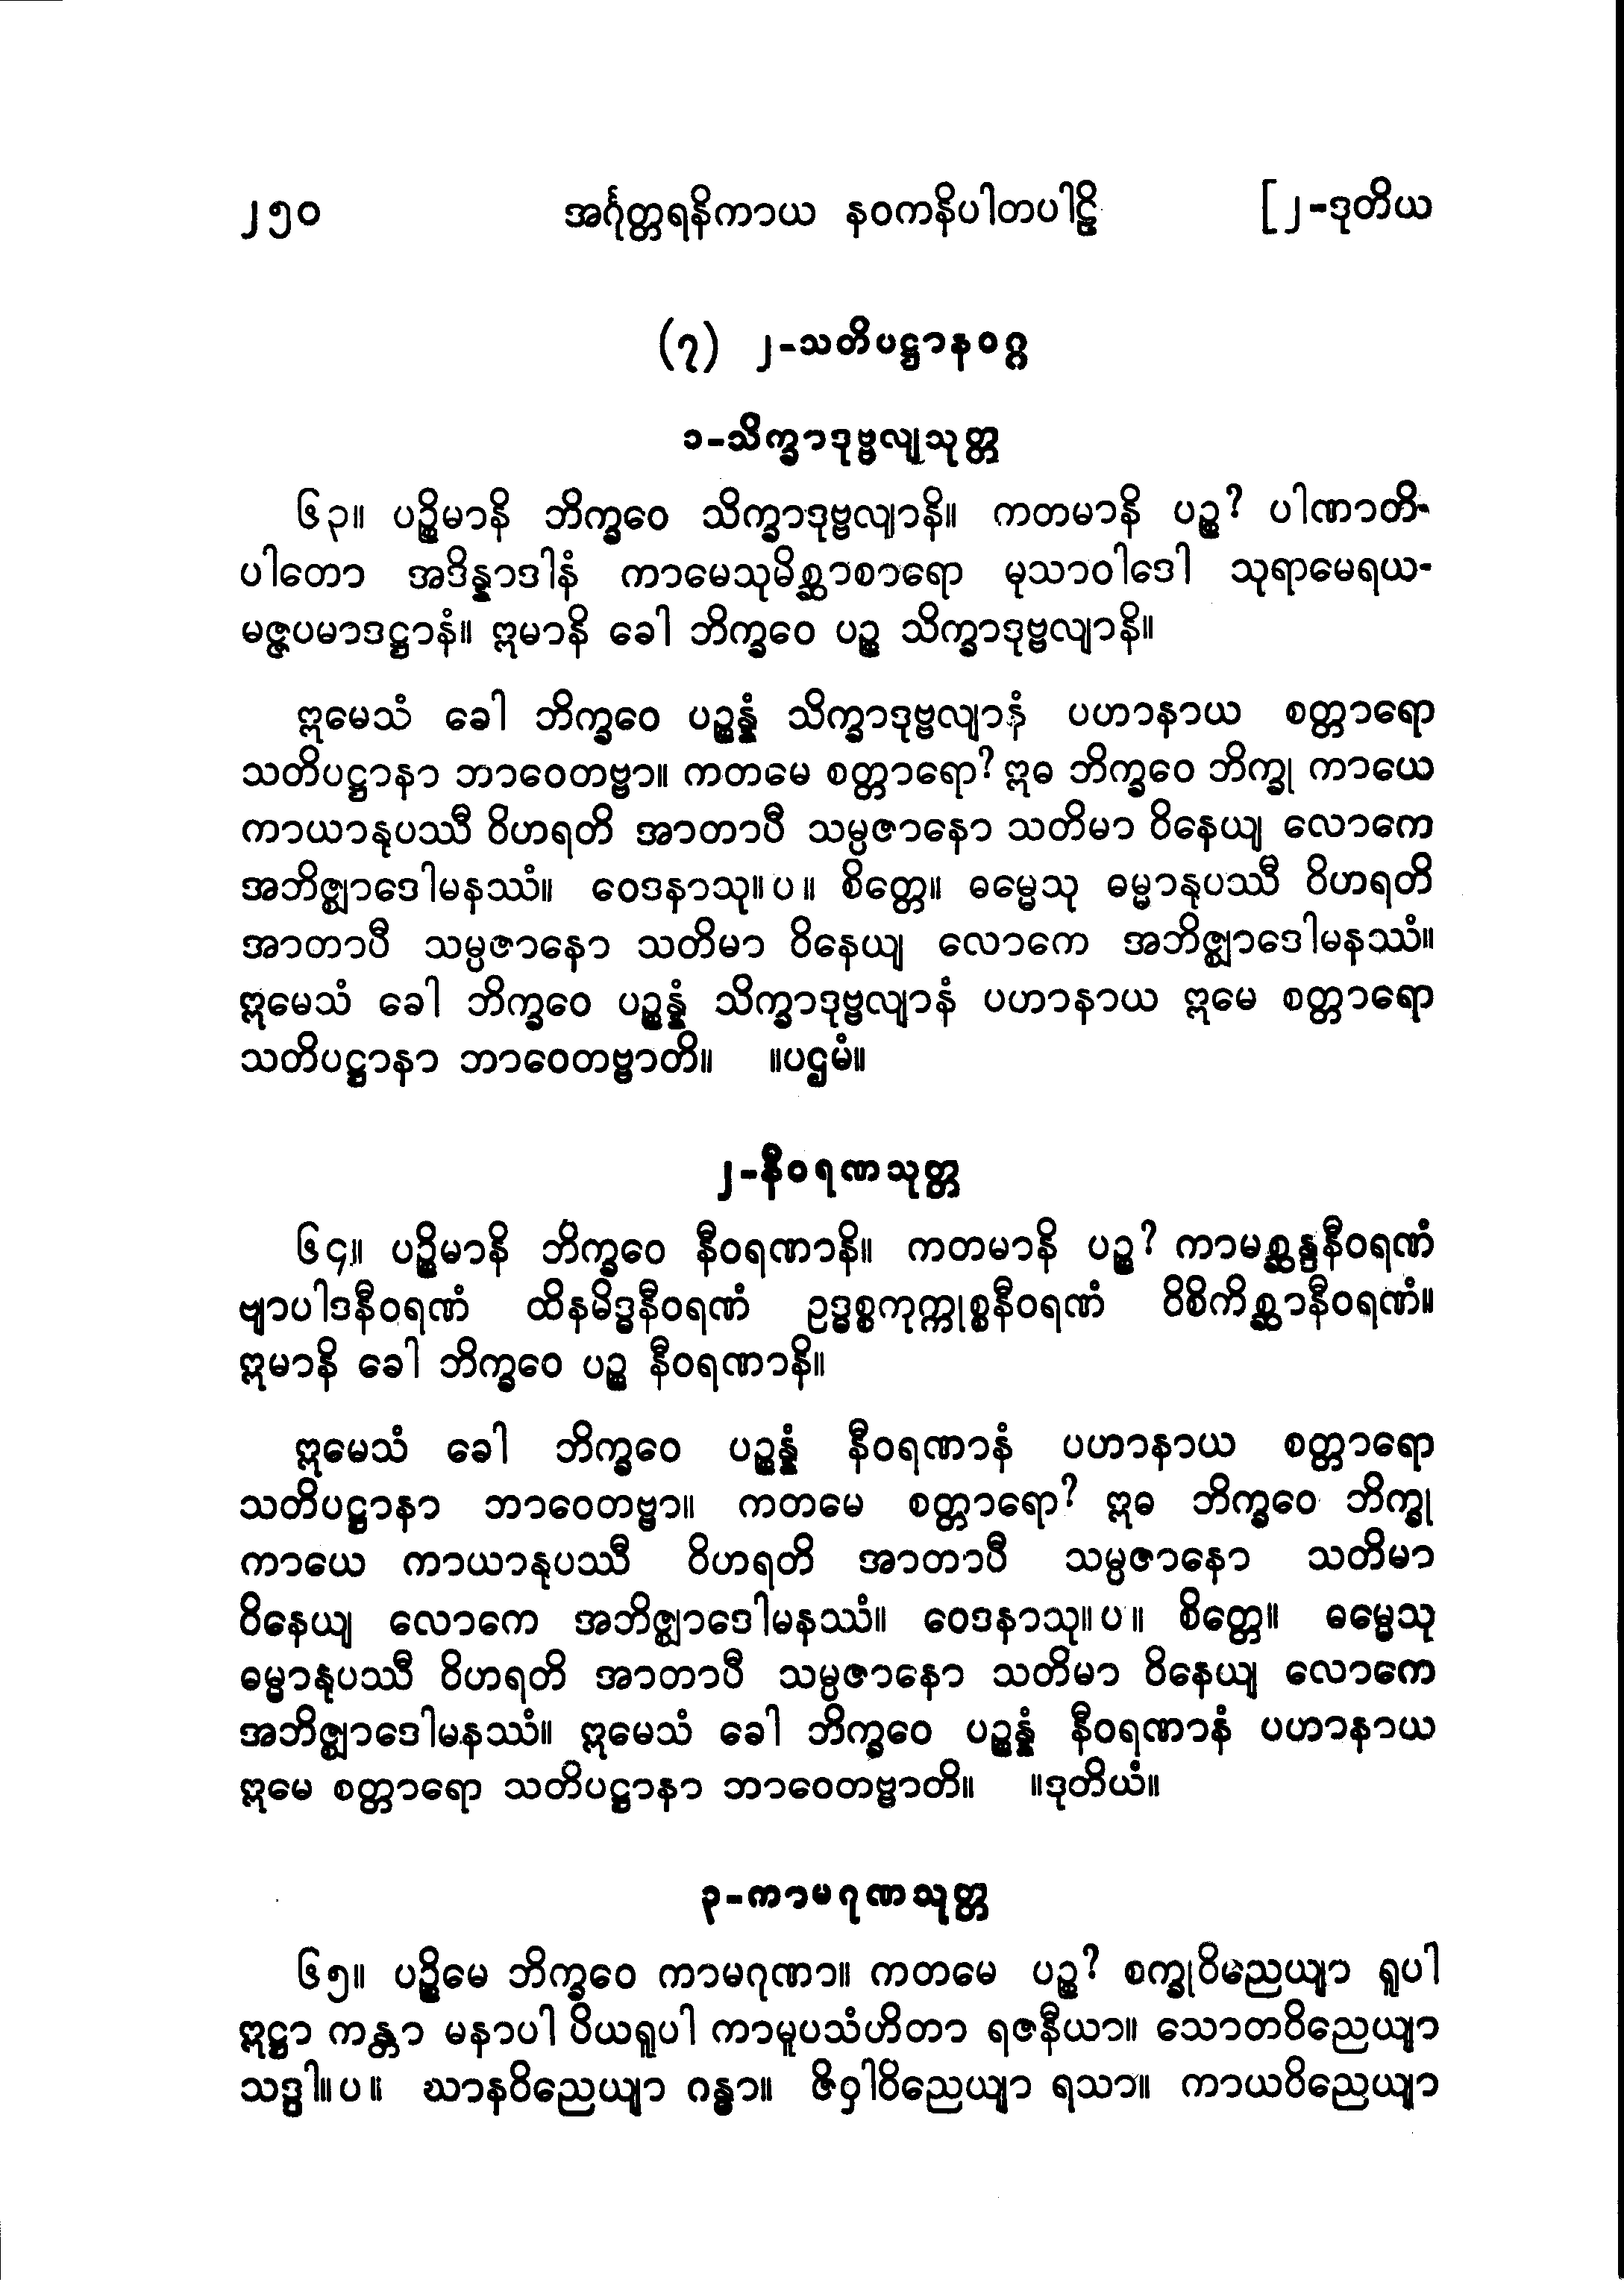 ၂၅၀ အင်္ဂုတ္တရနိကာယ နဝကနိပါတပါဠိ [၂-ဒုတိယ
(၇) ၂-သတိပဋ္ဌာနဝဂ္ဂ
၁-သိက္ခာဒုဗ္ဗလျသုတ္တ
၆၃။ ပဉ္စိမာနိ ဘိက္ခဝေ သိက္ခာဒုဗ္ဗလျာနိ။ ကတမာနိ ပဉ္စ? ပါဏာတိ-
ပါတော အဒိန္နာဒါနံ ကာမေသုမိစ္ဆာစာရော မုသာဝါဒေါ သုရာမေရယ-
မဇ္ဇပမာဒဋ္ဌာနံ။ ဣမာနိ ခေါ ဘိက္ခဝေ ပဉ္စ သိက္ခာဒုဗ္ဗလျာနိ။
ဣမေသံ ခေါ ဘိက္ခဝေ ပဉ္စန္နံ သိက္ခာဒုဗ္ဗလျာနံ ပဟာနာယ စတ္တာရော
သတိပဋ္ဌာနာ ဘာဝေတဗ္ဗာ။ ကတမေ စတ္တာရော? ဣဓ ဘိက္ခဝေ ဘိက္ခု ကာယေ
ကာယာနုပဿီ ဝိဟရတိ အာတာပီ သမ္ပဇာနော သတိမာ ဝိနေယျ လောကေ
အဘိဇ္ဈာဒေါမနဿံ။ ဝေဒနာသု။ ပ ။ စိတ္တေ။ ဓမ္မေသု ဓမ္မာနုပဿီ ဝိဟရတိ
အာတာပီ သမ္ပဇာနော သတိမာ ဝိနေယျ လောကေ အဘိဇ္ဈာဒေါမနဿံ။
ဣမေသံ ခေါ ဘိက္ခဝေ ပဉ္စန္နံ သိက္ခာဒုဗ္ဗလျာနံ ပဟာနာယ ဣမေ စတ္တာရော
သတိပဋ္ဌာနာ ဘာဝေတဗ္ဗာတိ။ ။ပဌမံ။
၂-နီဝရဏသုတ္တ
၆၄။ ပဉ္စိမာနိ ဘိက္ခဝေ နီဝရဏာနိ။ ကတမာနိ ပဉ္စ? ကာမစ္ဆန္ဒနီဝရဏံ
ဗျာပါဒနီဝရဏံ ထိနမိဒ္ဓနီဝရဏံ ဥဒ္ဓစ္စကုက္ကုစ္စနီဝရဏံ ဝိစိကိစ္ဆာနီဝရဏံ။
ဣမာနိ ခေါ ဘိက္ခဝေ ပဉ္စ နီဝရဏာနိ။
ဣမေသံ ခေါ ဘိက္ခဝေ ပဉ္စန္နံ နီဝရဏာနံ ပဟာနာယ စတ္တာရော
သတိပဋ္ဌာနာ ဘာဝေတဗ္ဗာ။ ကတမေ စတ္တာရော? ဣဓ ဘိက္ခဝေ ဘိက္ခု
ကာယေ ကာယာနုပဿီ ဝိဟရတိ အာတာပီ သမ္ပဇာနော သတိမာ
ဝိနေယျ လောကေ အဘိဇ္ဈာဒေါမနဿံ။ ဝေဒနာသု။ ပ ။ စိတ္တေ။ ဓမ္မေသု
ဓမ္မာနုပဿီ ဝိဟရတိ အာတာပီ သမ္ပဇာနော သတိမာ ဝိနေယျ လောကေ
အဘိဇ္ဈာဒေါမနဿံ။ ဣမေသံ ခေါ ဘိက္ခဝေ ပဉ္စန္နံ နီဝရဏာနံ ပဟာနာယ
ဣမေ စတ္တာရော သတိပဋ္ဌာနာ ဘာဝေတဗ္ဗာတိ။ ။ဒုတိယံ။
၃-ကာမဂုဏသုတ္တ
၆၅။ ပဉ္စိမေ ဘိက္ခဝေ ကာမဂုဏာ။ ကတမေ ပဉ္စ? စက္ခုဝိညေယျာ ရူပါ
ဣဋ္ဌာ ကန္တာ မနာပါ ပိယရူပါ ကာမူပသံဟိတာ ရဇနီယာ။ သောတဝိညေယျာ
သဒ္ဒါ။ ပ ။ ဃာနဝိညေယျာ ဂန္ဓာ။ ဇိဝှါဝိညေယျာ ရသာ။ ကာယဝိညေယျာ